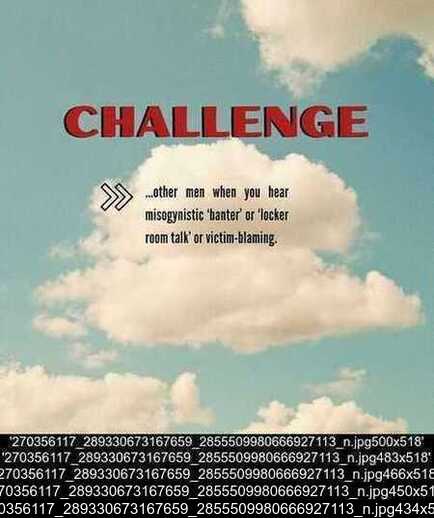 CHALLENGE
...other men when you hear
misogynistic 'banter' or 'locker
room talk' or victim-blaming.
'270356117_289330673167659_2855509980666927113_n.jpg500x518'
'270356117_289330673167659_2855509980666927113_n.jpg483x518'
270356117_289330673167659_2855509980666927113_n.jpg466x518
70356117_289330673167659_2855509980666927113_n.jpg450x51
0356117_289330673167659_2855509980666927113_n.jpg434x5